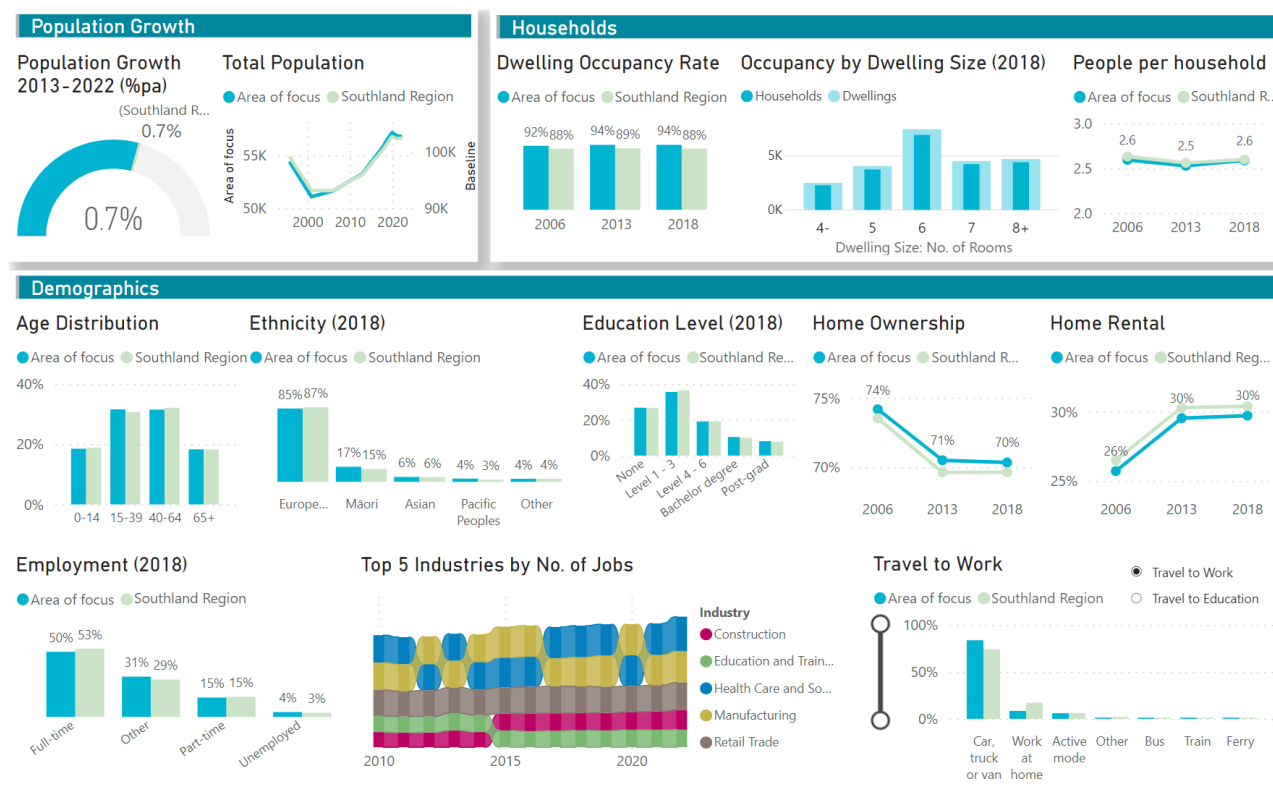 Population Growth
Population Growth
2013-2022 (%pa)
(Southland R...
0.7%
0.7%
Total Population
Area of focus Southland Region
Area of focus
55K
50K
100K
90K
Baseline
2000 2010 2020
Households
Dwelling Occupancy Rate
Area of focus Southland Region
92% 88% 94% 89% 94% 88%
2006 2013 2018
Occupancy by Dwelling Size (2018)
Households Dwellings
5K
0K
4- 5 6 7 8+
Dwelling Size: No. of Rooms
People per household
Area of focus Southland R..
3.0
2.5
2.0
2.6 2.5 2.6
2006 2013 2018
Demographics
Age Distribution
Area of focus Southland Region
40%
20%
0%
0-14 15-39 40-64 65+
Ethnicity (2018)
Area of focus Southland Region
85% 87% 17% 15% 6% 6% 4% 3% 4% 4%
Europe... Māori Asian Pacific Other
Peoples
Education Level (2018)
Area of focus Southland Re...
40%
20%
0%
None
Level 1 - 3
Level 4 - 6
Bachelor degree
Post-grad
Home Ownership
Area of focus Southland R...
75%
70%
74% 71% 70%
2006 2013 2018
Home Rental
Area of focus Southland Reg...
30%
25%
26% 30% 30%
2006 2013 2018
Employment (2018)
Area of focus Southland Region
50% 53% 31% 29% 15% 15% 4% 3%
Full-time
Other
Part-time
Unemployed
Top 5 Industries by No. of Jobs
2010 2015 2020
Industry
Construction
Education and Train...
Health Care and So...
Manufacturing
Retail Trade
Travel to Work
Travel to Work
Travel to Education
Area of focus Southland Region
100%
50%
0%
Car, Work Active Other Bus Train Ferry
truck at mode
or van home